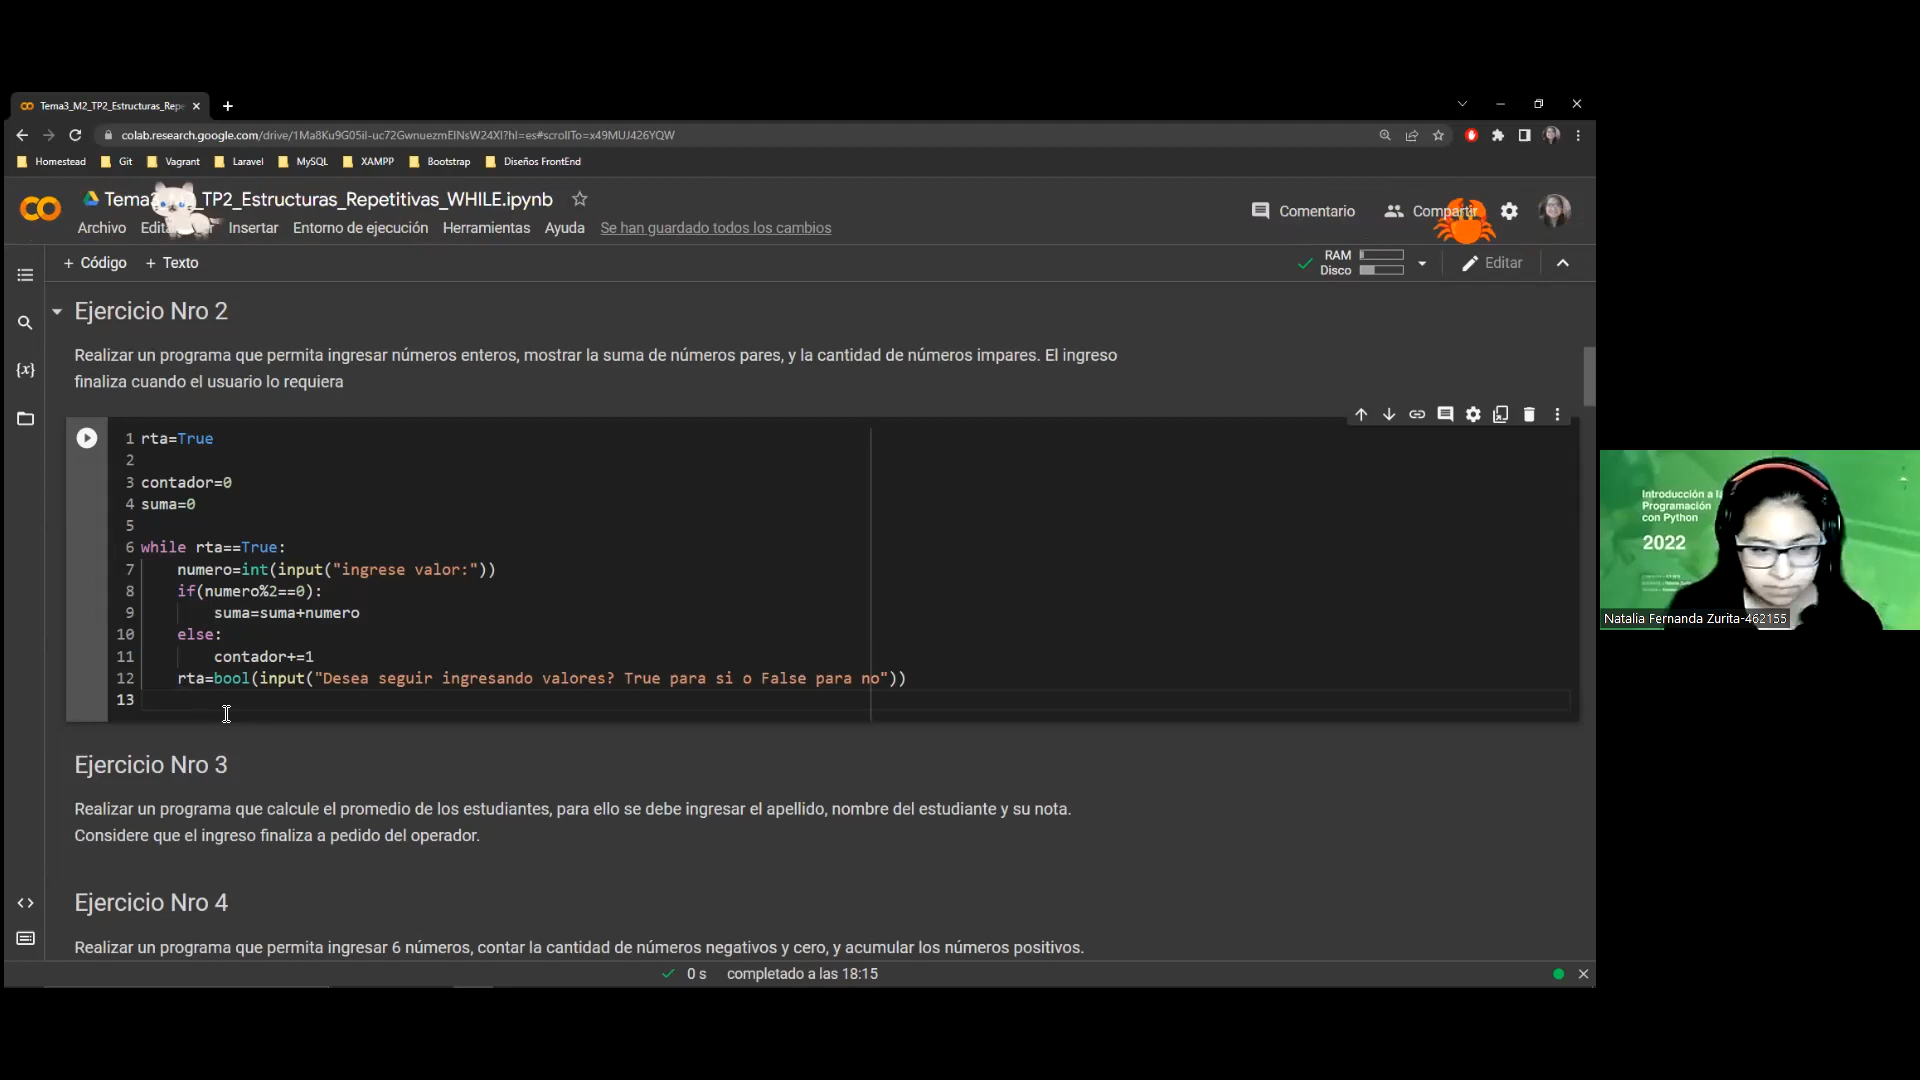 Tema3_M2_TP2_Estructuras_Rep
colab.research.google.com/drive/1Ma8Ku9G05iI-uc72GwnuezmEINsW24XI?hl=es#scrollTo=x49MUJ426YQW
Homestead Git Vagrant Laravel MySQL XAMPP Bootstrap Diseños FrontEnd
TP2_Estructuras_Repetitivas_WHILE.ipynb
Comentario Compartir
Archivo Insertar Entorno de ejecución Herramientas Ayuda Se han guardado todos los cambios
+ Código + Texto
RAM
Disco
Editar
Ejercicio Nro 2
Realizar un programa que permita ingresar números enteros, mostrar la suma de números pares, y la cantidad de números impares. El ingreso
finaliza cuando el usuario lo requiera
1 rta=True
2
3 contador=0
4 suma=0
5
6 while rta==True:
7 numero=int(input("ingrese valor:"))
8 if(numero%2==0):
9 suma=suma+numero
10 else:
11 contador+=1
12 rta=bool(input("Desea seguir ingresando valores? True para si o False para no"))
13
Ejercicio Nro 3
Realizar un programa que calcule el promedio de los estudiantes, para ello se debe ingresar el apellido, nombre del estudiante y su nota.
Considere que el ingreso finaliza a pedido del operador.
Ejercicio Nro 4
Realizar un programa que permita ingresar 6 números, contar la cantidad de números negativos y cero, y acumular los números positivos.
0 s completado a las 18:15
Introducción a la
Programación
con Python
2022
Natalia Fernanda Zurita-462155